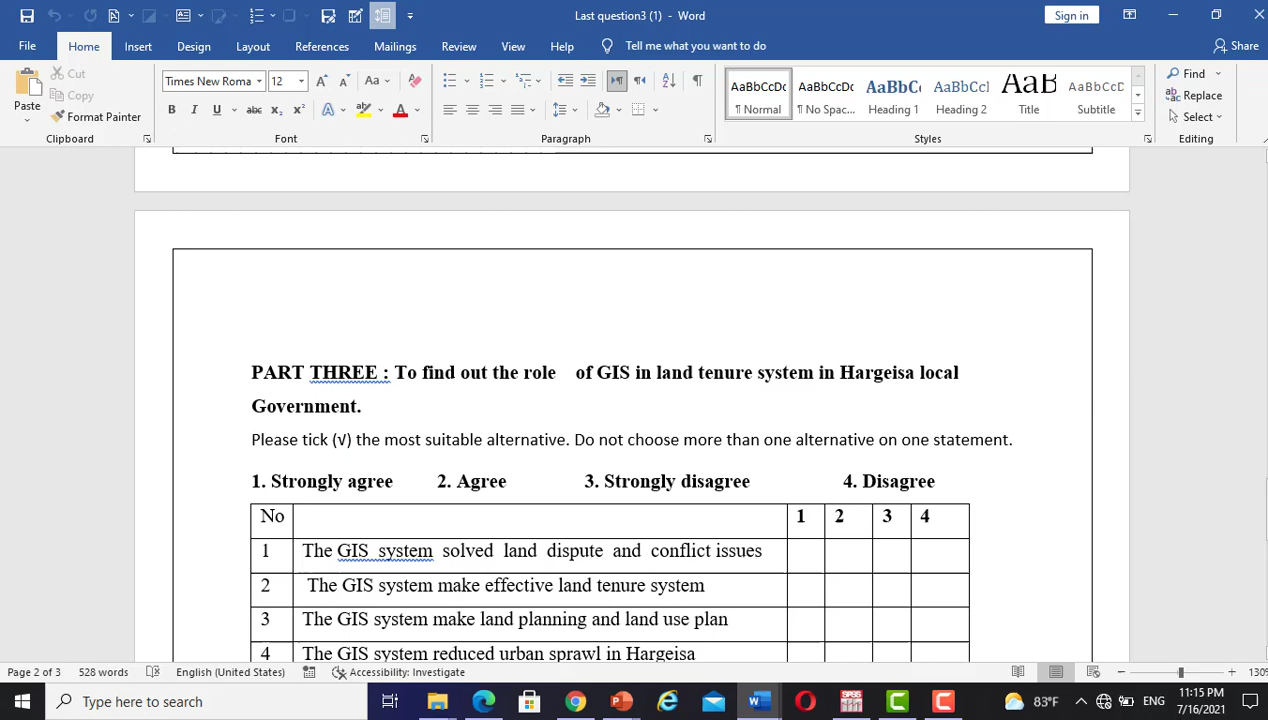 Last question3 (1) - Word
Sign in
File Home Insert Design Layout References Mailings Review View Help Tell me what you want to do Share
Cut
Copy
Paste
Format Painter
Times New Roma 12
AaBbCcDc AaBbCcDc AaBbC AaBbCcC AaB AaBbCcD
¶ Normal ¶ No Spac... Heading 1 Heading 2 Title Subtitle
Find
Replace
Select
Clipboard Font Paragraph Styles Editing
PART THREE : To find out the role of GIS in land tenure system in Hargeisa local
Government.
Please tick (√) the most suitable alternative. Do not choose more than one alternative on one statement.
1. Strongly agree 2. Agree 3. Strongly disagree 4. Disagree
No 1 2 3 4
1 The GIS system solved land dispute and conflict issues
2 The GIS system make effective land tenure system
3 The GIS system make land planning and land use plan
4 The GIS system reduced urban sprawl in Hargeisa
Page 2 of 3 528 words English (United States) Accessibility: Investigate 130%
Type here to search
83°F ENG 11:15 PM
7/16/2021